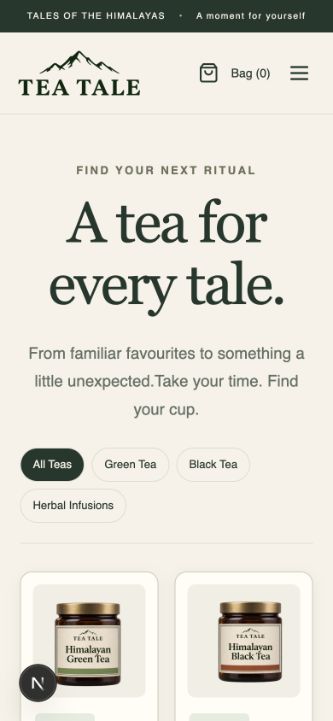 TALES OF THE HIMALAYAS • A moment for yourself
TEA TALE
Bag (0)
FIND YOUR NEXT RITUAL
A tea for
every tale.
From familiar favourites to something a
little unexpected.Take your time. Find
your cup.
All Teas
Green Tea
Black Tea
Herbal Infusions
TEA TALE
Himalayan
Green Tea
TEA TALE
Himalayan
Black Tea
N